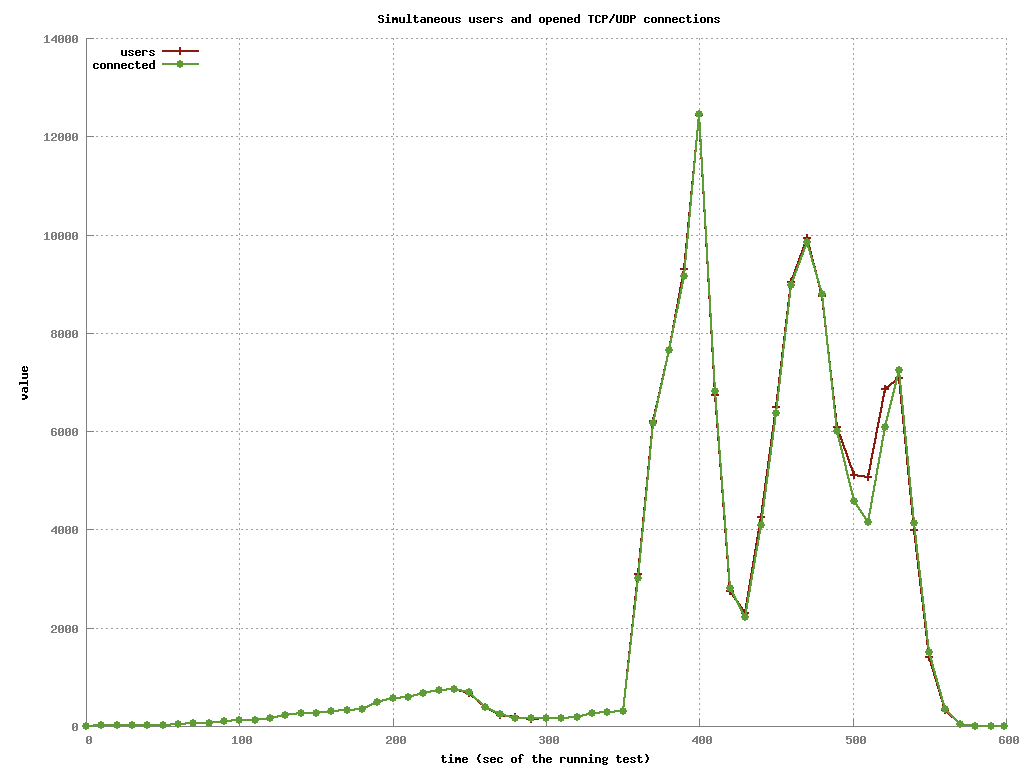 Simultaneous users and opened TCP/UDP connections
14000
users
connected
12000
10000
8000
value
6000
4000
2000
0
0 100 200 300 400 500 600
time (sec of the running test)